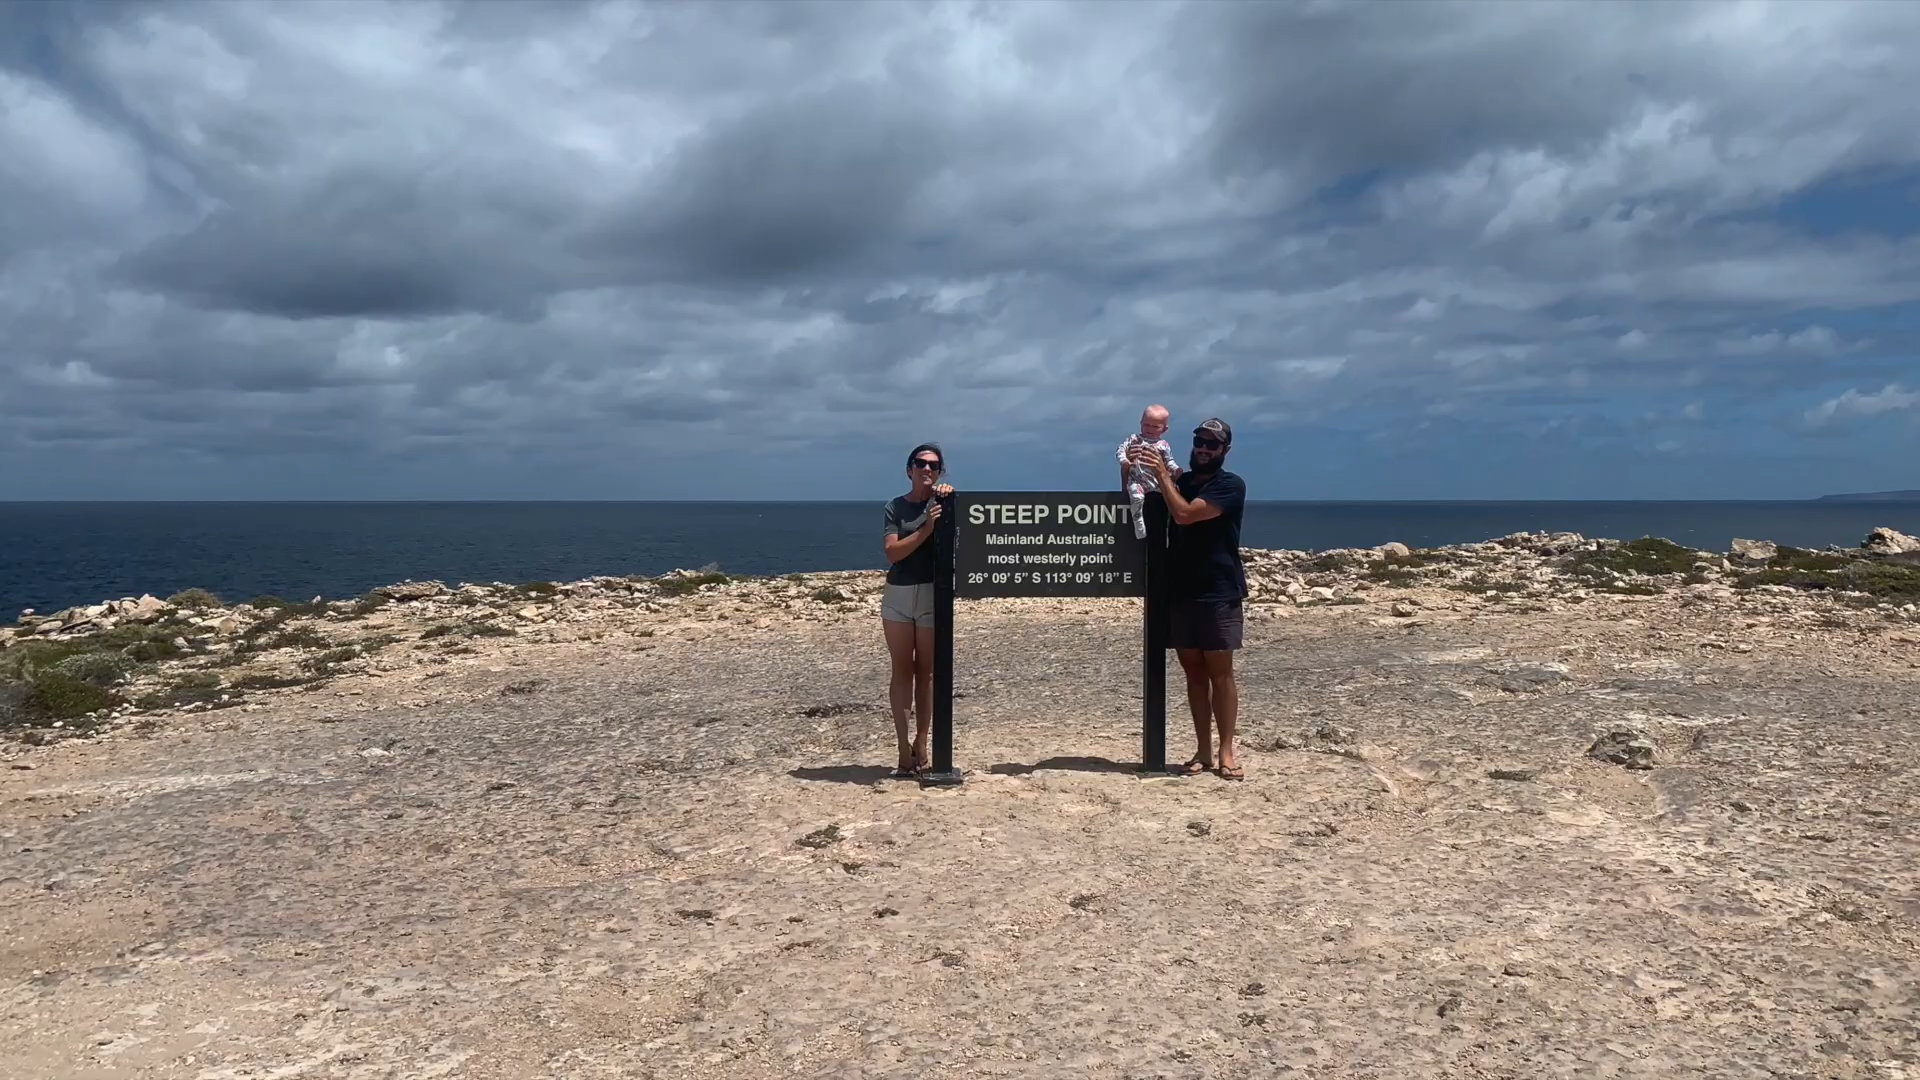 STEEP POINT
Mainland Australia's
most westerly point
26° 09' 5" S 113° 09' 18" E